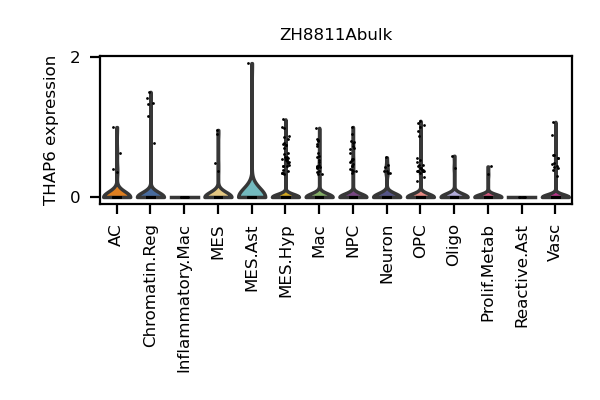 ZH8811Abulk
THAP6 expression
2
0
AC
Chromatin.Reg
Inflammatory.Mac
MES
MES.Ast
MES.Hyp
Mac
NPC
Neuron
OPC
Oligo
Prolif.Metab
Reactive.Ast
Vasc